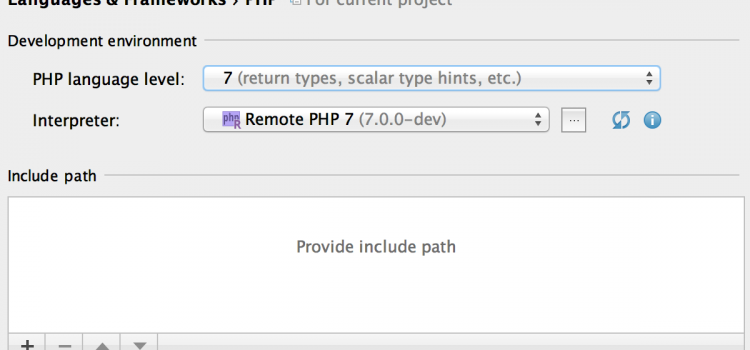 Languages & Frameworks › PHP For current project
Development environment
PHP language level: 7 (return types, scalar type hints, etc.)
Interpreter: php R Remote PHP 7 (7.0.0-dev) ...
Include path
Provide include path